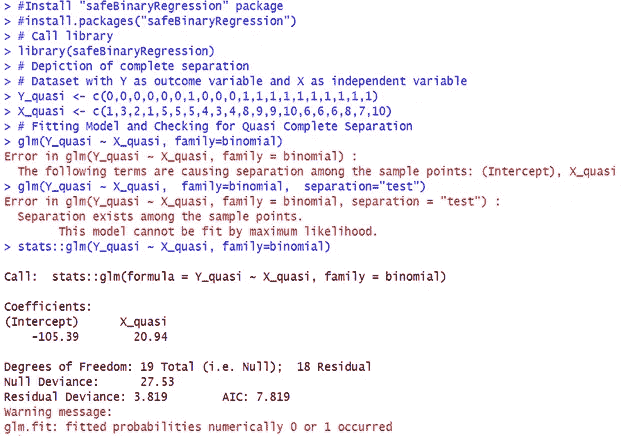 > #Install "safeBinaryRegression" package
> #install.packages("safeBinaryRegression")
> # Call library
> library(safeBinaryRegression)
> # Depiction of complete separation
> # Dataset with Y as outcome variable and X as independent variable
> Y_quasi <- c(0,0,0,0,0,0,1,0,0,0,1,1,1,1,1,1,1,1,1,1)
> X_quasi <- c(1,3,2,1,5,5,5,4,3,4,8,9,9,10,6,6,6,8,7,10)
> # Fitting Model and Checking for Quasi Complete Separation
> glm(Y_quasi ~ X_quasi, family=binomial)
Error in glm(Y_quasi ~ X_quasi, family = binomial) :
The following terms are causing separation among the sample points: (Intercept), X_quasi
> glm(Y_quasi ~ X_quasi, family=binomial, separation="test")
Error in glm(Y_quasi ~ X_quasi, family = binomial, separation = "test") :
Separation exists among the sample points.
This model cannot be fit by maximum likelihood.
> stats::glm(Y_quasi ~ X_quasi, family=binomial)
Call: stats::glm(formula = Y_quasi ~ X_quasi, family = binomial)
Coefficients:
(Intercept) X_quasi
-105.39 20.94
Degrees of Freedom: 19 Total (i.e. Null); 18 Residual
Null Deviance: 27.53
Residual Deviance: 3.819 AIC: 7.819
Warning message:
glm.fit: fitted probabilities numerically 0 or 1 occurred